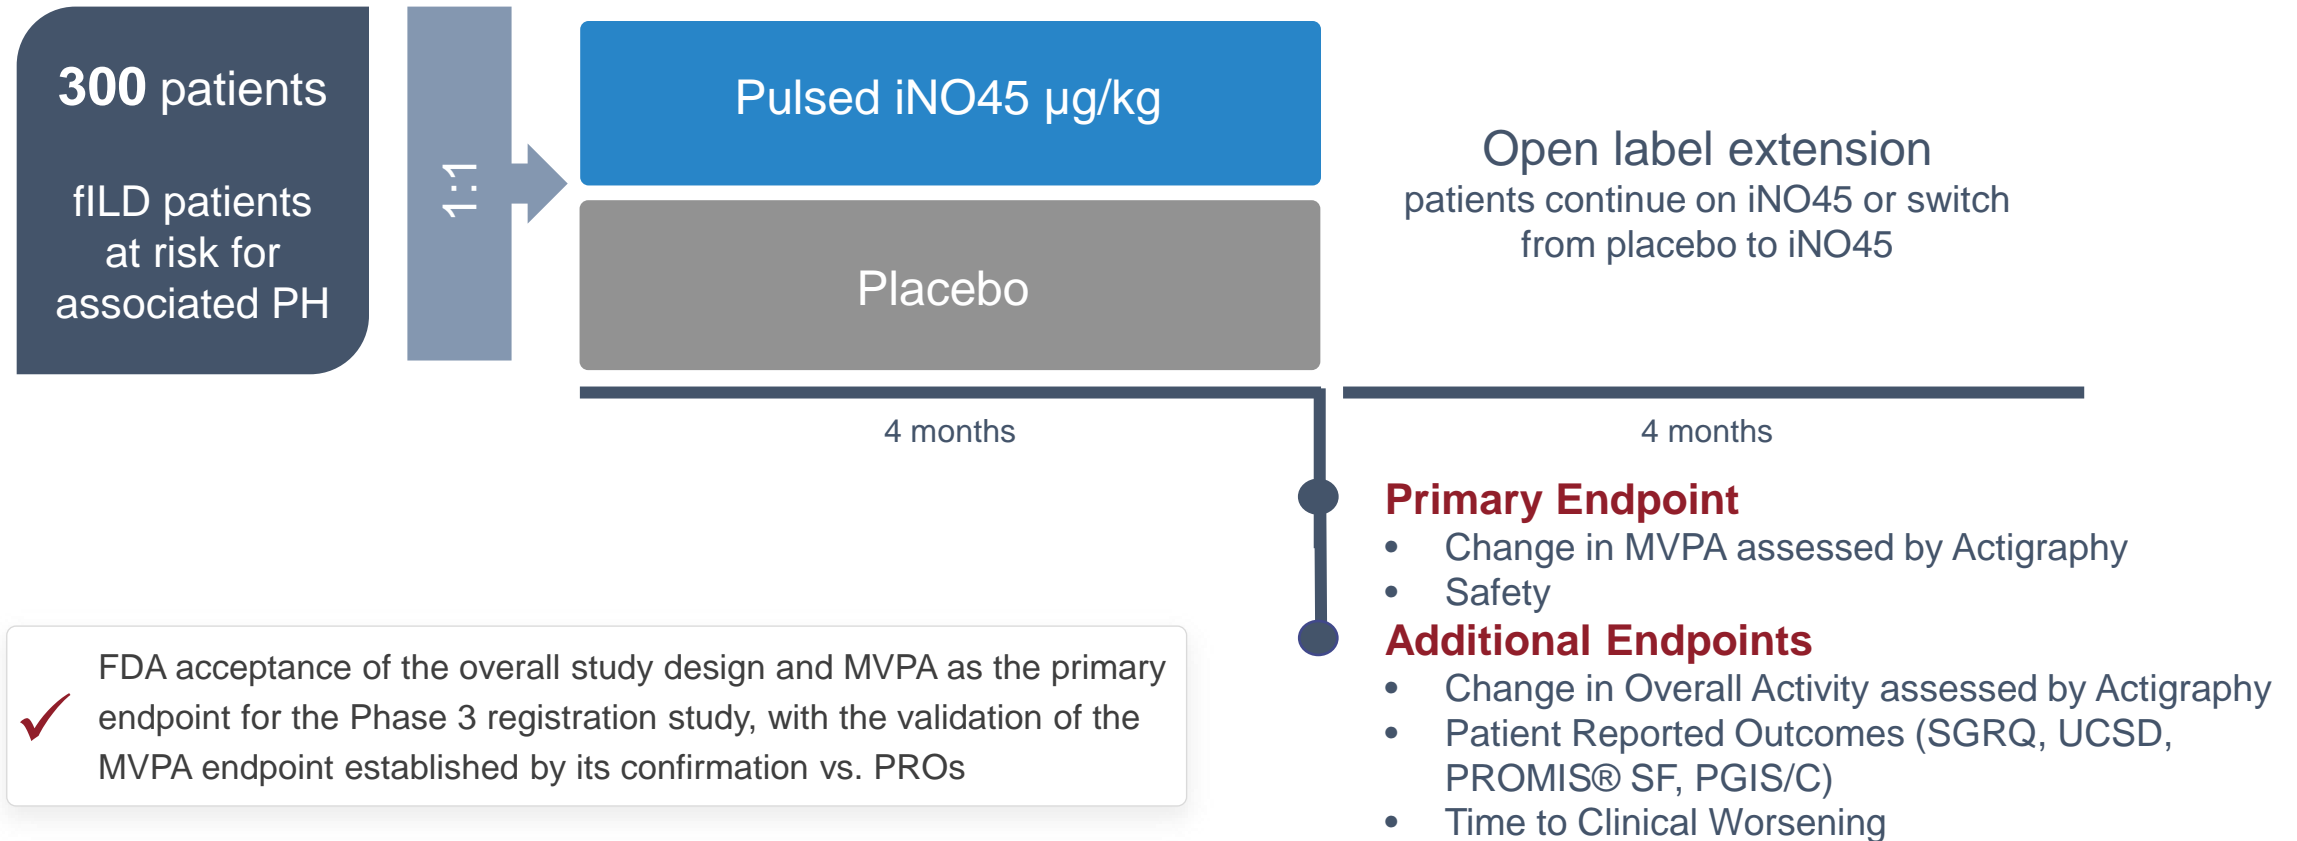 300 patients
fILD patients
at risk for
associated PH
1:1
Pulsed iNO45 µg/kg
Placebo
Open label extension
patients continue on iNO45 or switch
from placebo to iNO45
4 months
4 months
Primary Endpoint
• Change in MVPA assessed by Actigraphy
• Safety
Additional Endpoints
• Change in Overall Activity assessed by Actigraphy
• Patient Reported Outcomes (SGRQ, UCSD,
PROMIS® SF, PGIS/C)
• Time to Clinical Worsening
FDA acceptance of the overall study design and MVPA as the primary
endpoint for the Phase 3 registration study, with the validation of the
MVPA endpoint established by its confirmation vs. PROs